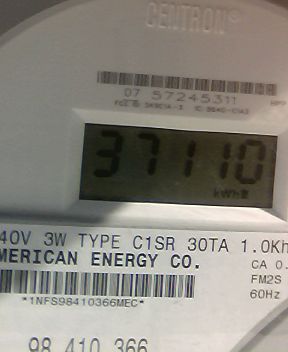 CENTRON®
07 57245311
37110
kWh
40V 3W TYPE C1SR 30TA 1.0Kh
MERICAN ENERGY CO.
CA 0.
*1NFS98410366MEC*
FM2S
60Hz
98 410 366